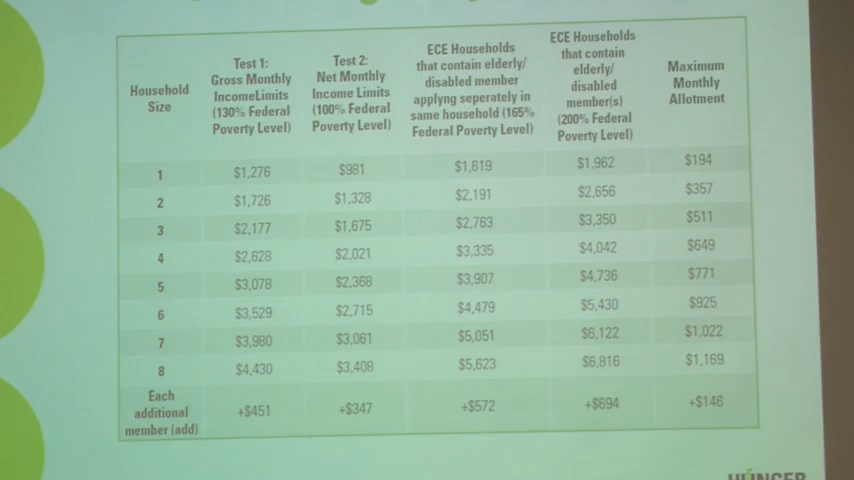 Household Size
Test 1: Gross Monthly IncomeLimits (130% Federal Poverty Level)
Test 2: Net Monthly Income Limits (100% Federal Poverty Level)
ECE Households that contain elderly/ disabled member applyng seperately in same household (165% Federal Poverty Level)
ECE Households that contain elderly/ disabled member(s) (200% Federal Poverty Level)
Maximum Monthly Allotment
1 $1,276 $981 $1,619 $1,962 $194
2 $1,726 $1,328 $2,191 $2,656 $357
3 $2,177 $1,675 $2,763 $3,350 $511
4 $2,628 $2,021 $3,335 $4,042 $649
5 $3,078 $2,368 $3,907 $4,736 $771
6 $3,529 $2,715 $4,479 $5,430 $925
7 $3,980 $3,061 $5,051 $6,122 $1,022
8 $4,430 $3,408 $5,623 $6,816 $1,169
Each additional member (add) +$451 +$347 +$572 +$694 +$146
HUNGER